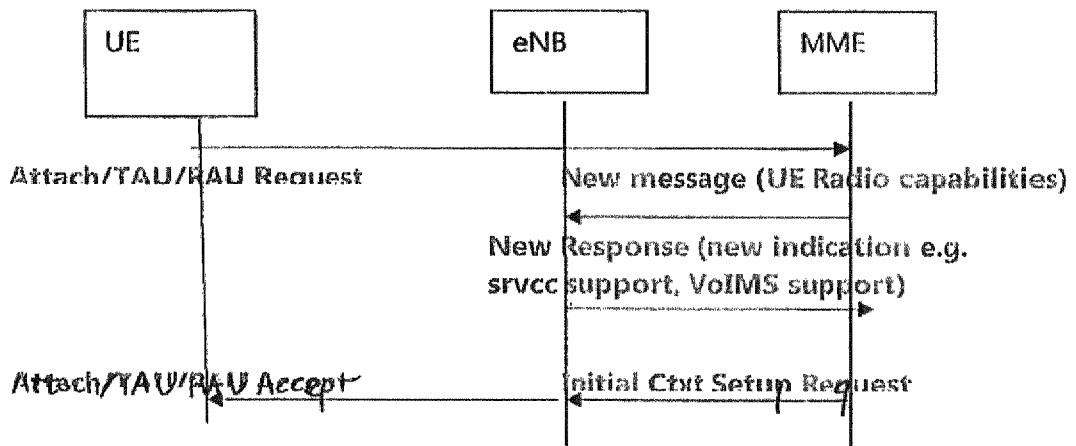 UE
eNB
MME
Attach/TAU/RAU Request
New message (UE Radio capabilities)
New Response (new indication e.g.
srvcc support, VoIMS support)
Attach/TAU/RAU Accept
Initial Ctxt Setup Request